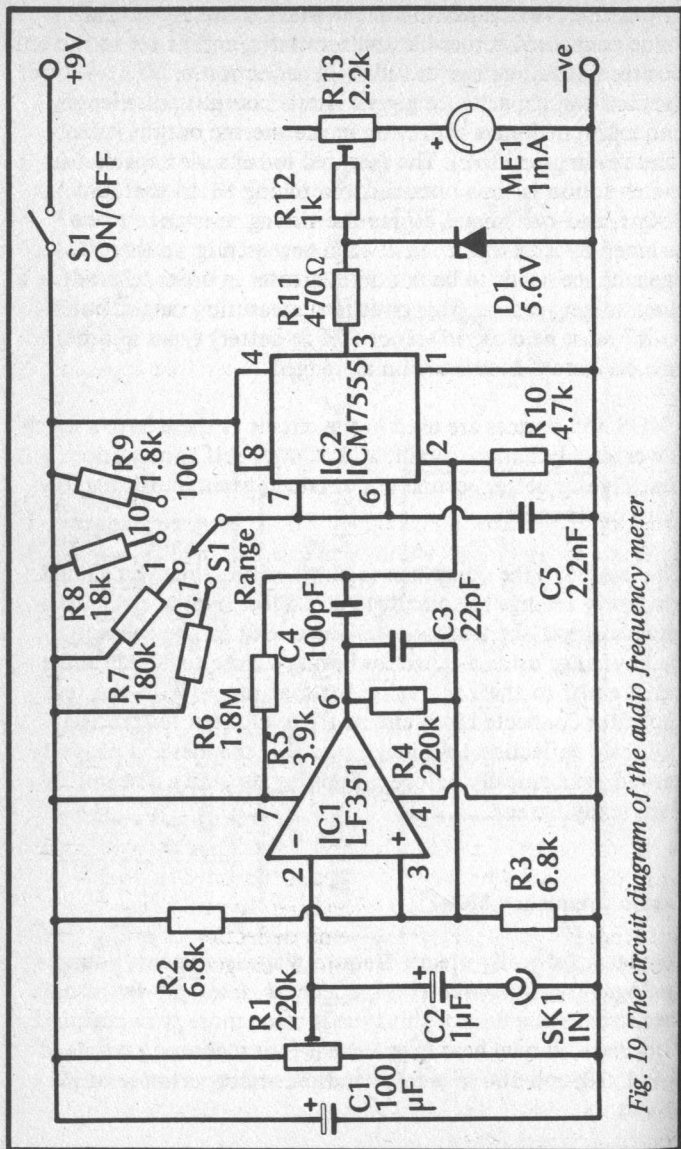 S1
ON/OFF
+9V
R9
1.8k
R8
18k
R7
180k
R6
1.8M
100
10
1
0.1
S1
Range
R2
6.8k
R1
220k
C1
100
µF
C2
1µF
SK1
IN
R3
6.8k
2
3
7
4
6
−
+
IC1
LF351
R5
3.9k
C4
100pF
R4
220k
C3
22pF
7
6
8
4
2
3
1
IC2
ICM7555
C5
2.2nF
R10
4.7k
R11
470Ω
R12
1k
R13
22k
D1
5.6V
ME1
1mA
−ve
Fig. 19 The circuit diagram of the audio frequency meter